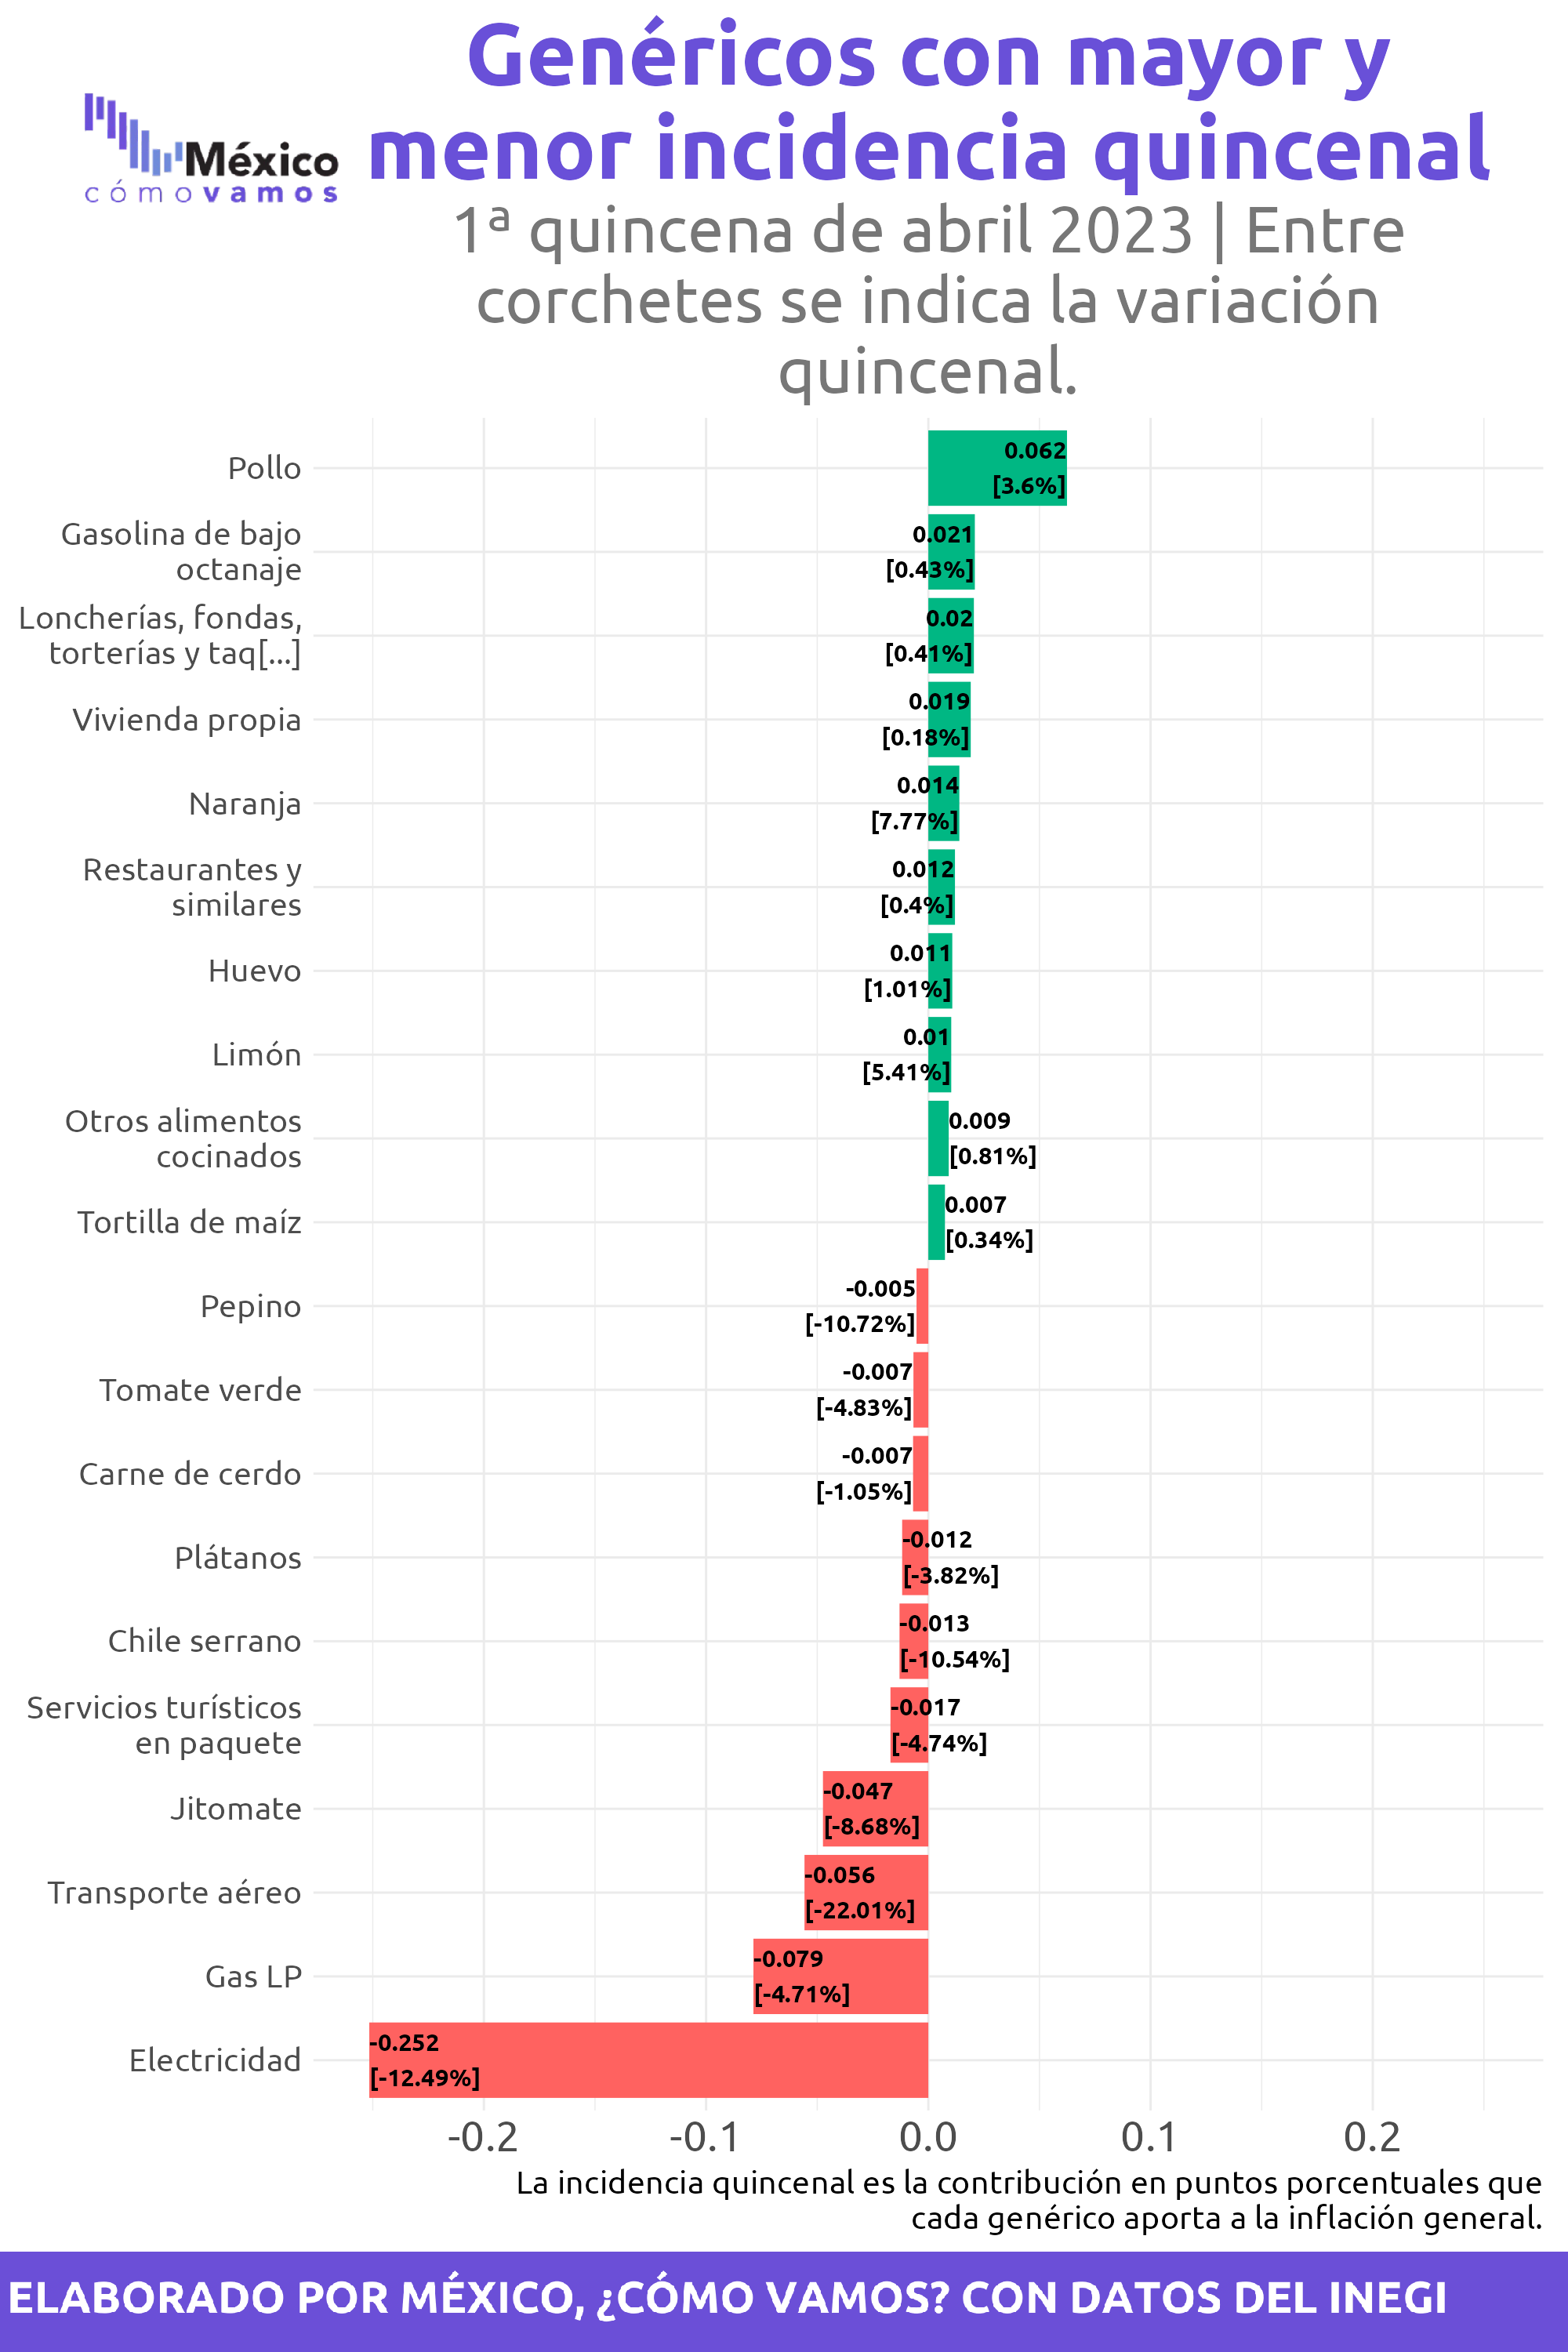 México
cómovamos
Genéricos con mayor y
menor incidencia quincenal
1ª quincena de abril 2023 | Entre
corchetes se indica la variación
quincenal.
Pollo
0.062
[3.6%]
Gasolina de bajo
octanaje
0.021
[0.43%]
Loncherías, fondas,
torterías y taq[...]
0.02
[0.41%]
Vivienda propia
0.019
[0.18%]
Naranja
0.014
[7.77%]
Restaurantes y
similares
0.012
[0.4%]
Huevo
0.011
[1.01%]
Limón
0.01
[5.41%]
Otros alimentos
cocinados
0.009
[0.81%]
Tortilla de maíz
0.007
[0.34%]
Pepino
-0.005
[-10.72%]
Tomate verde
-0.007
[-4.83%]
Carne de cerdo
-0.007
[-1.05%]
Plátanos
-0.012
[-3.82%]
Chile serrano
-0.013
[-10.54%]
Servicios turísticos
en paquete
-0.017
[-4.74%]
Jitomate
-0.047
[-8.68%]
Transporte aéreo
-0.056
[-22.01%]
Gas LP
-0.079
[-4.71%]
Electricidad
-0.252
[-12.49%]
-0.2 -0.1 0.0 0.1 0.2
La incidencia quincenal es la contribución en puntos porcentuales que
cada genérico aporta a la inflación general.
ELABORADO POR MÉXICO, ¿CÓMO VAMOS? CON DATOS DEL INEGI